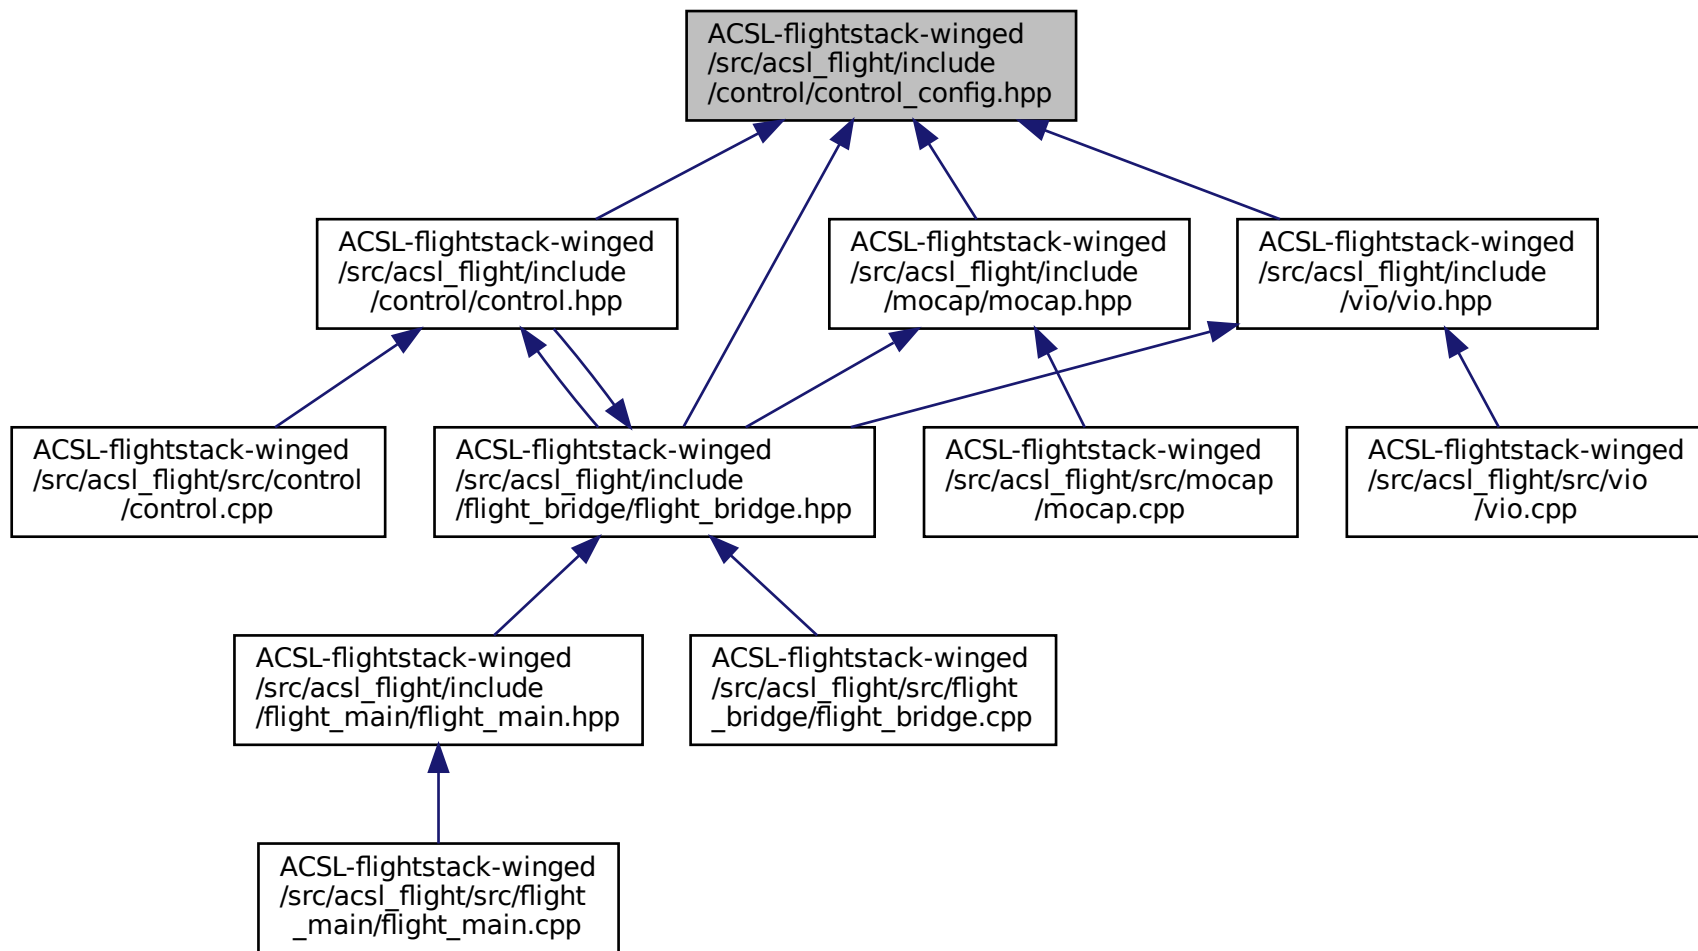 ACSL-flightstack-winged
/src/acsl_flight/include
/control/control_config.hpp
ACSL-flightstack-winged
/src/acsl_flight/include
/control/control.hpp
ACSL-flightstack-winged
/src/acsl_flight/include
/mocap/mocap.hpp
ACSL-flightstack-winged
/src/acsl_flight/include
/vio/vio.hpp
ACSL-flightstack-winged
/src/acsl_flight/src/control
/control.cpp
ACSL-flightstack-winged
/src/acsl_flight/include
/flight_bridge/flight_bridge.hpp
ACSL-flightstack-winged
/src/acsl_flight/src/mocap
/mocap.cpp
ACSL-flightstack-winged
/src/acsl_flight/src/vio
/vio.cpp
ACSL-flightstack-winged
/src/acsl_flight/include
/flight_main/flight_main.hpp
ACSL-flightstack-winged
/src/acsl_flight/src/flight
_bridge/flight_bridge.cpp
ACSL-flightstack-winged
/src/acsl_flight/src/flight
_main/flight_main.cpp